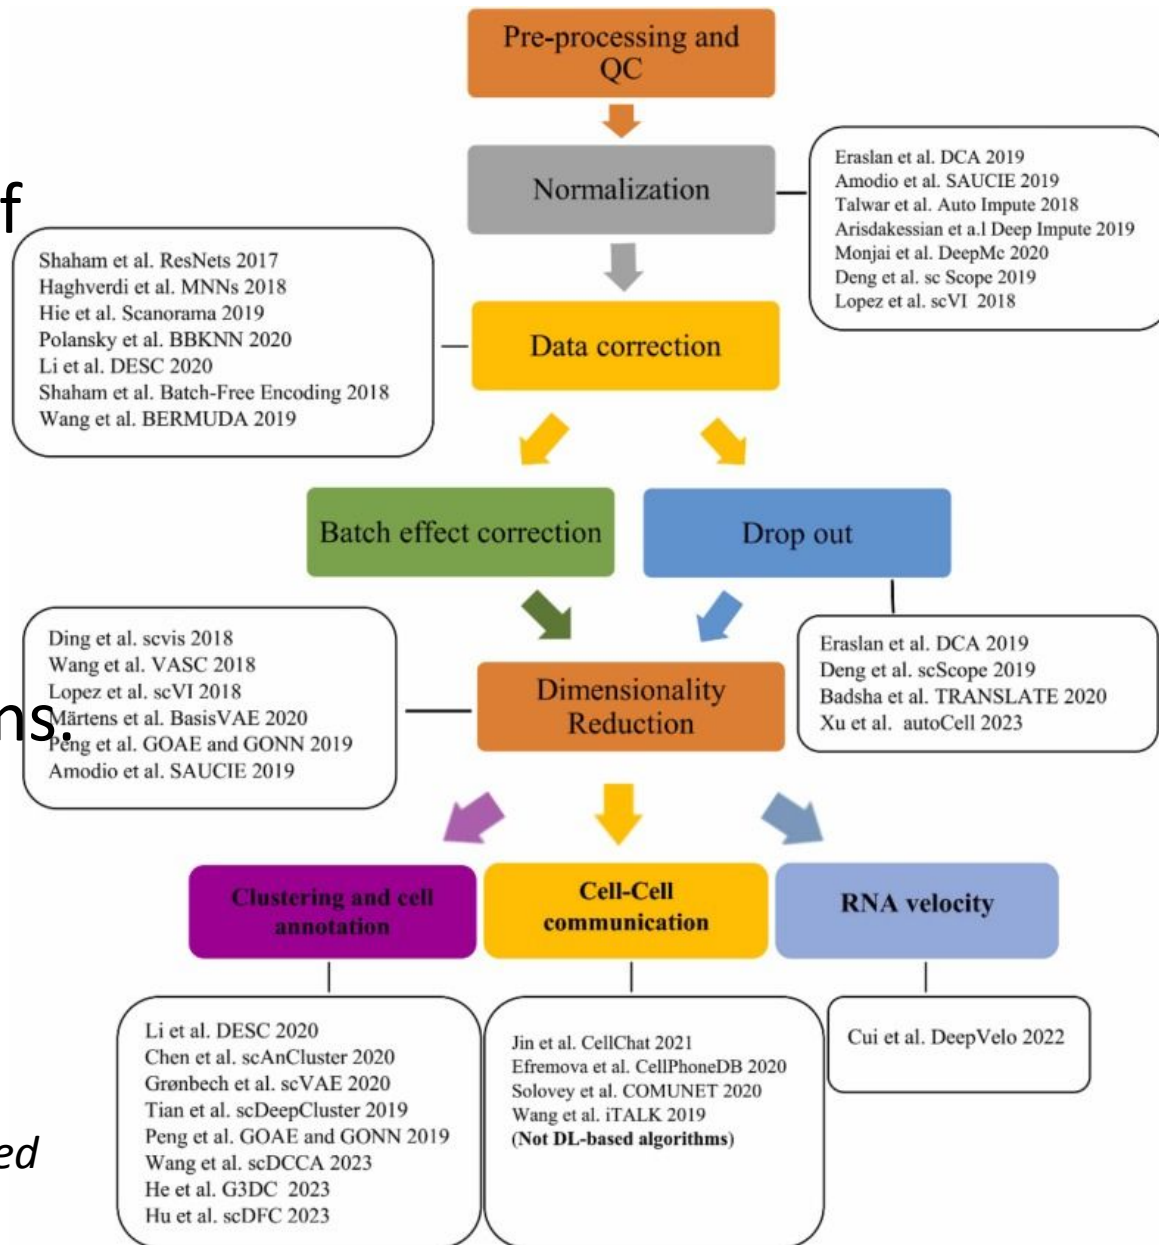 Pre-processing and
QC
Normalization
Eraslan et al. DCA 2019
Amodio et al. SAUCIE 2019
Talwar et al. Auto Impute 2018
Arisdakessian et a.l Deep Impute 2019
Monjai et al. DeepMc 2020
Deng et al. sc Scope 2019
Lopez et al. scVI 2018
f
Shaham et al. ResNets 2017
Haghverdi et al. MNNs 2018
Hie et al. Scanorama 2019
Polansky et al. BBKNN 2020
Li et al. DESC 2020
Shaham et al. Batch-Free Encoding 2018
Wang et al. BERMUDA 2019
Data correction
Batch effect correction
Drop out
Ding et al. scvis 2018
Wang et al. VASC 2018
Lopez et al. scVI 2018
Märtens et al. BasisVAE 2020
Peng et al. GOAE and GONN 2019
Amodio et al. SAUCIE 2019
ns.
Dimensionality
Reduction
Eraslan et al. DCA 2019
Deng et al. scScope 2019
Badsha et al. TRANSLATE 2020
Xu et al. autoCell 2023
Clustering and cell
annotation
Cell-Cell
communication
RNA velocity
Li et al. DESC 2020
Chen et al. scAnCluster 2020
Grønbech et al. scVAE 2020
Tian et al. scDeepCluster 2019
Peng et al. GOAE and GONN 2019
Wang et al. scDCCA 2023
He et al. G3DC 2023
Hu et al. scDFC 2023
ed
Jin et al. CellChat 2021
Efremova et al. CellPhoneDB 2020
Solovey et al. COMUNET 2020
Wang et al. iTALK 2019
(Not DL-based algorithms)
Cui et al. DeepVelo 2022